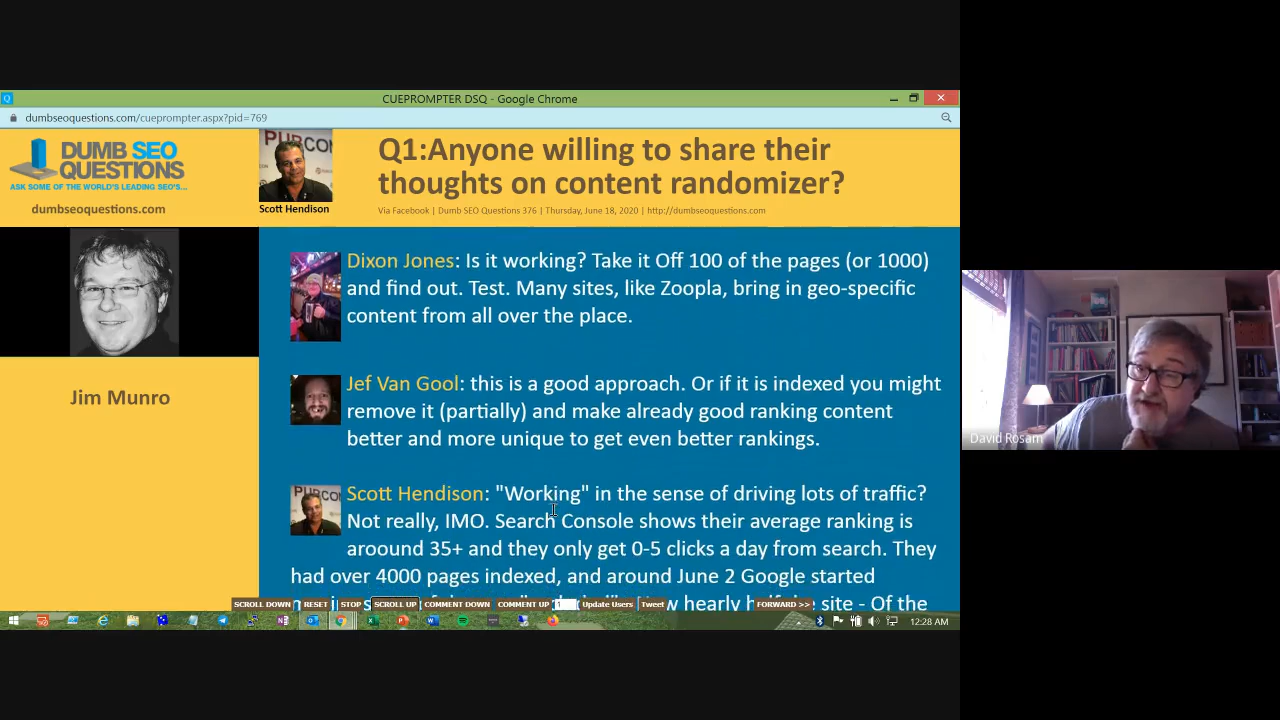 CUEPROMPTER DSQ - Google Chrome
dumbseoquestions.com/cueprompter.aspx?pid=769
DUMB SEO
QUESTIONS
ASK SOME OF THE WORLD'S LEADING SEO'S...
dumbseoquestions.com
PUBCON
Scott Hendison
Q1:Anyone willing to share their
thoughts on content randomizer?
Via Facebook | Dumb SEO Questions 376 | Thursday, June 18, 2020 | http://dumbseoquestions.com
Jim Munro
Dixon Jones: Is it working? Take it Off 100 of the pages (or 1000)
and find out. Test. Many sites, like Zoopla, bring in geo-specific
content from all over the place.
Jef Van Gool: this is a good approach. Or if it is indexed you might
remove it (partially) and make already good ranking content
better and more unique to get even better rankings.
Scott Hendison: "Working" in the sense of driving lots of traffic?
Not really, IMO. Search Console shows their average ranking is
aroound 35+ and they only get 0-5 clicks a day from search. They
had over 4000 pages indexed, and around June 2 Google started
hearly
site - Of the
SCROLL DOWN RESET STOP SCROLL UP COMMENT DOWN COMMENT UP 1 Update Users Tweet FORWARD >>
12:28 AM
David Rosam